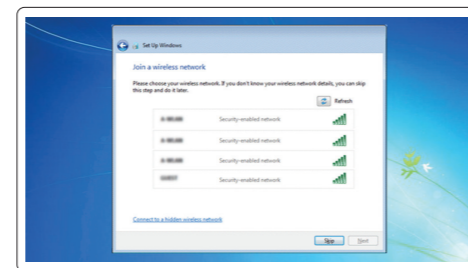 Set Up Windows
Join a wireless network
Please choose your wireless network. If you don't know your wireless network details, you can skip
this step and do it later.
Refresh
Security-enabled network
Security-enabled network
Security-enabled network
Security-enabled network
Connect to a hidden wireless network
Skip Next